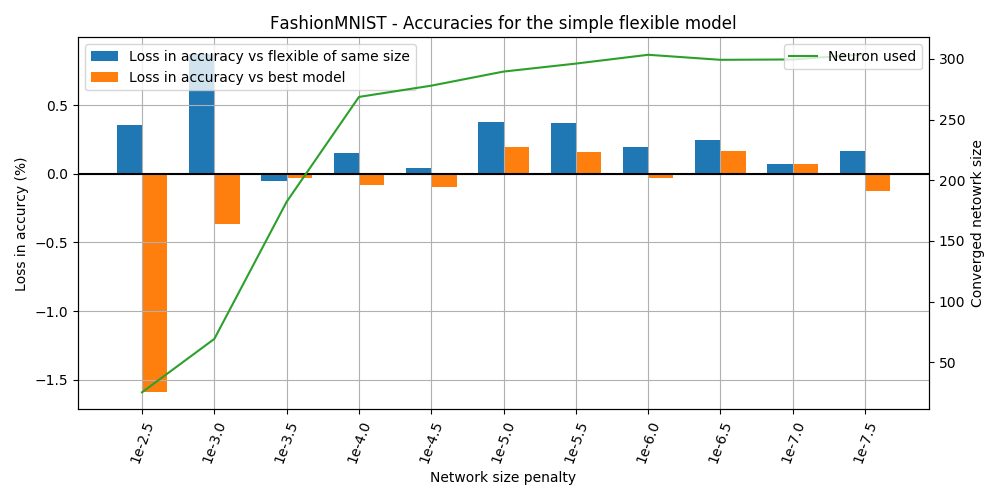 FashionMNIST - Accuracies for the simple flexible model
Loss in accuracy vs flexible of same size
Loss in accuracy vs best model
Neuron used
Loss in accurcy (%)
0.5
0.0
−0.5
−1.0
−1.5
300
250
200
150
100
50
Converged netowrk size
1e-2.5
1e-3.0
1e-3.5
1e-4.0
1e-4.5
1e-5.0
1e-5.5
1e-6.0
1e-6.5
1e-7.0
1e-7.5
Network size penalty